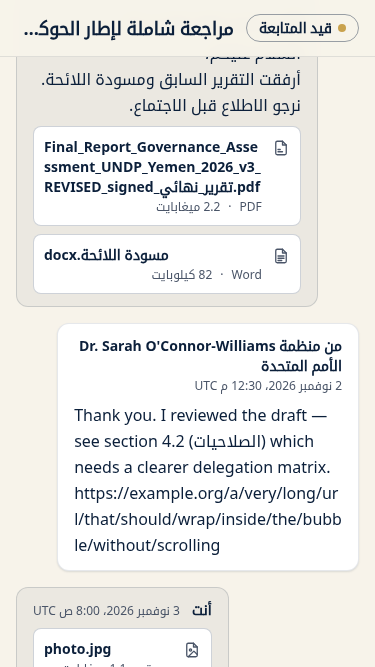 قيد المتابعة
مراجعة شاملة لإطار الحوكـ...
السلام عليكم.
أرفقت التقرير السابق ومسودة اللائحة.
نرجو الاطلاع قبل الاجتماع.
Final_Report_Governance_Asse
ssment_UNDP_Yemen_2026_v3_
REVISED_signed_تقرير_نهائي.pdf
PDF · 2.2 ميغابايت
مسودة اللائحة.docx
Word · 82 كيلوبايت
Dr. Sarah O'Connor-Williams من منظمة
الأمم المتحدة
2 نوفمبر 2026، 12:30 م UTC
Thank you. I reviewed the draft —
see section 4.2 (الصلاحيات) which
needs a clearer delegation matrix.
https://example.org/a/very/long/ur
l/that/should/wrap/inside/the/bubb
le/without/scrolling
أنت 3 نوفمبر 2026، 8:00 ص UTC
photo.jpg